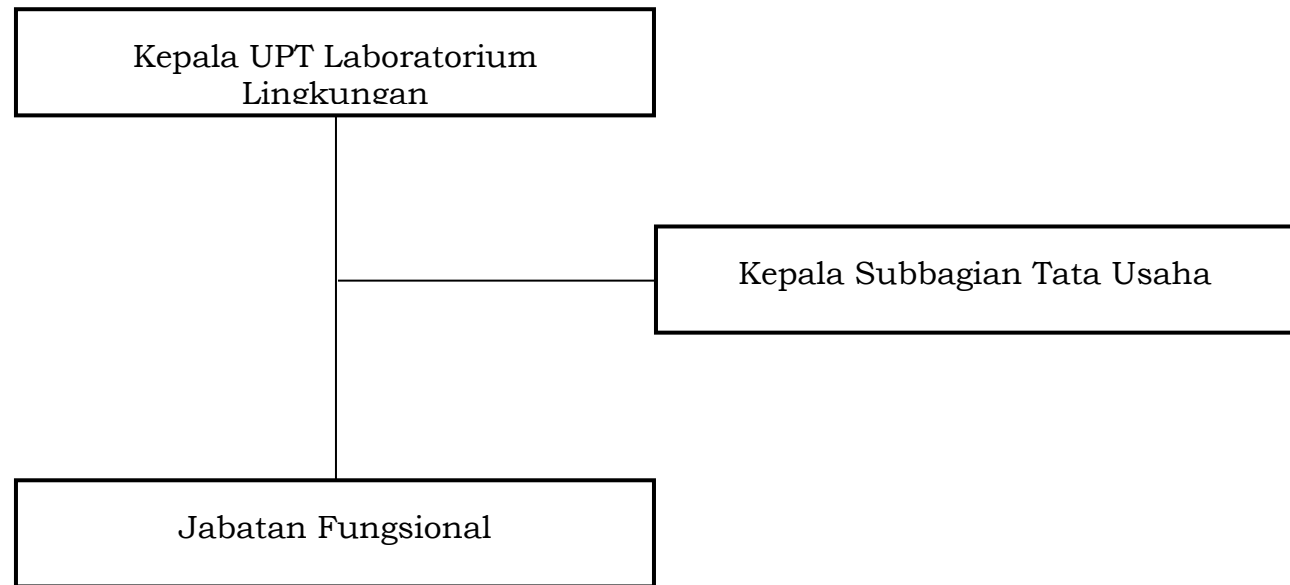 Kepala UPT Laboratorium
Lingkungan
Kepala Subbagian Tata Usaha
Jabatan Fungsional